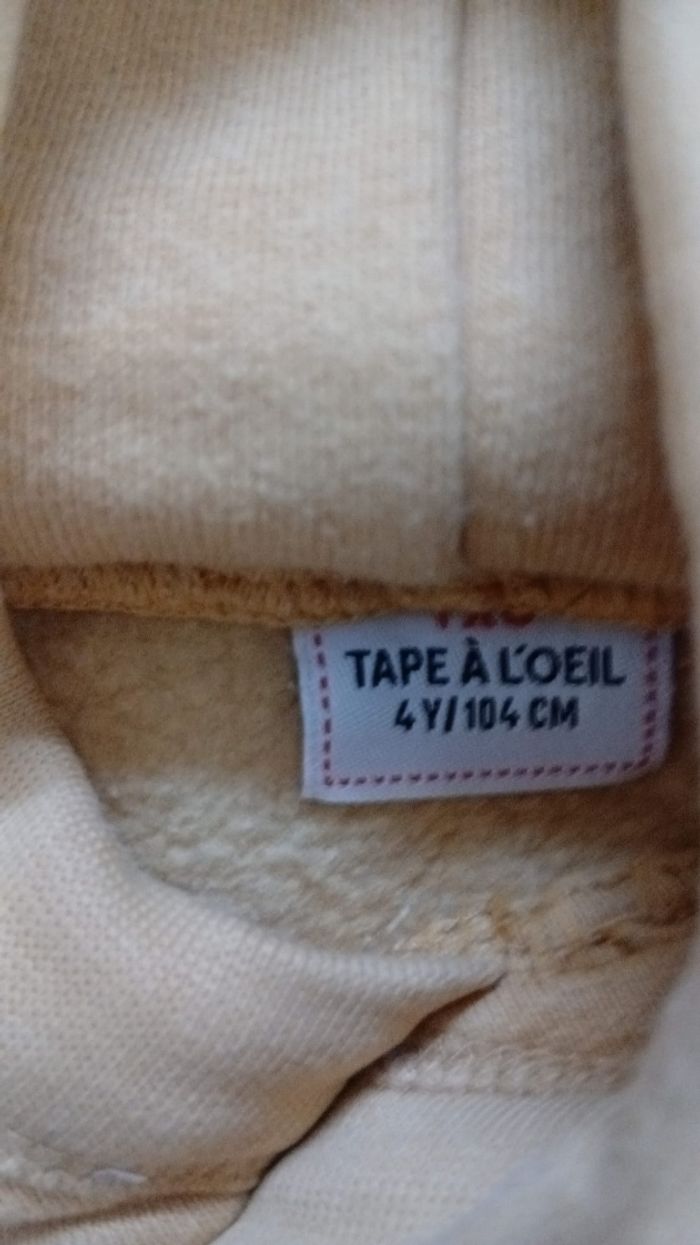 TAPE À L'OEIL
4Y/104 CM